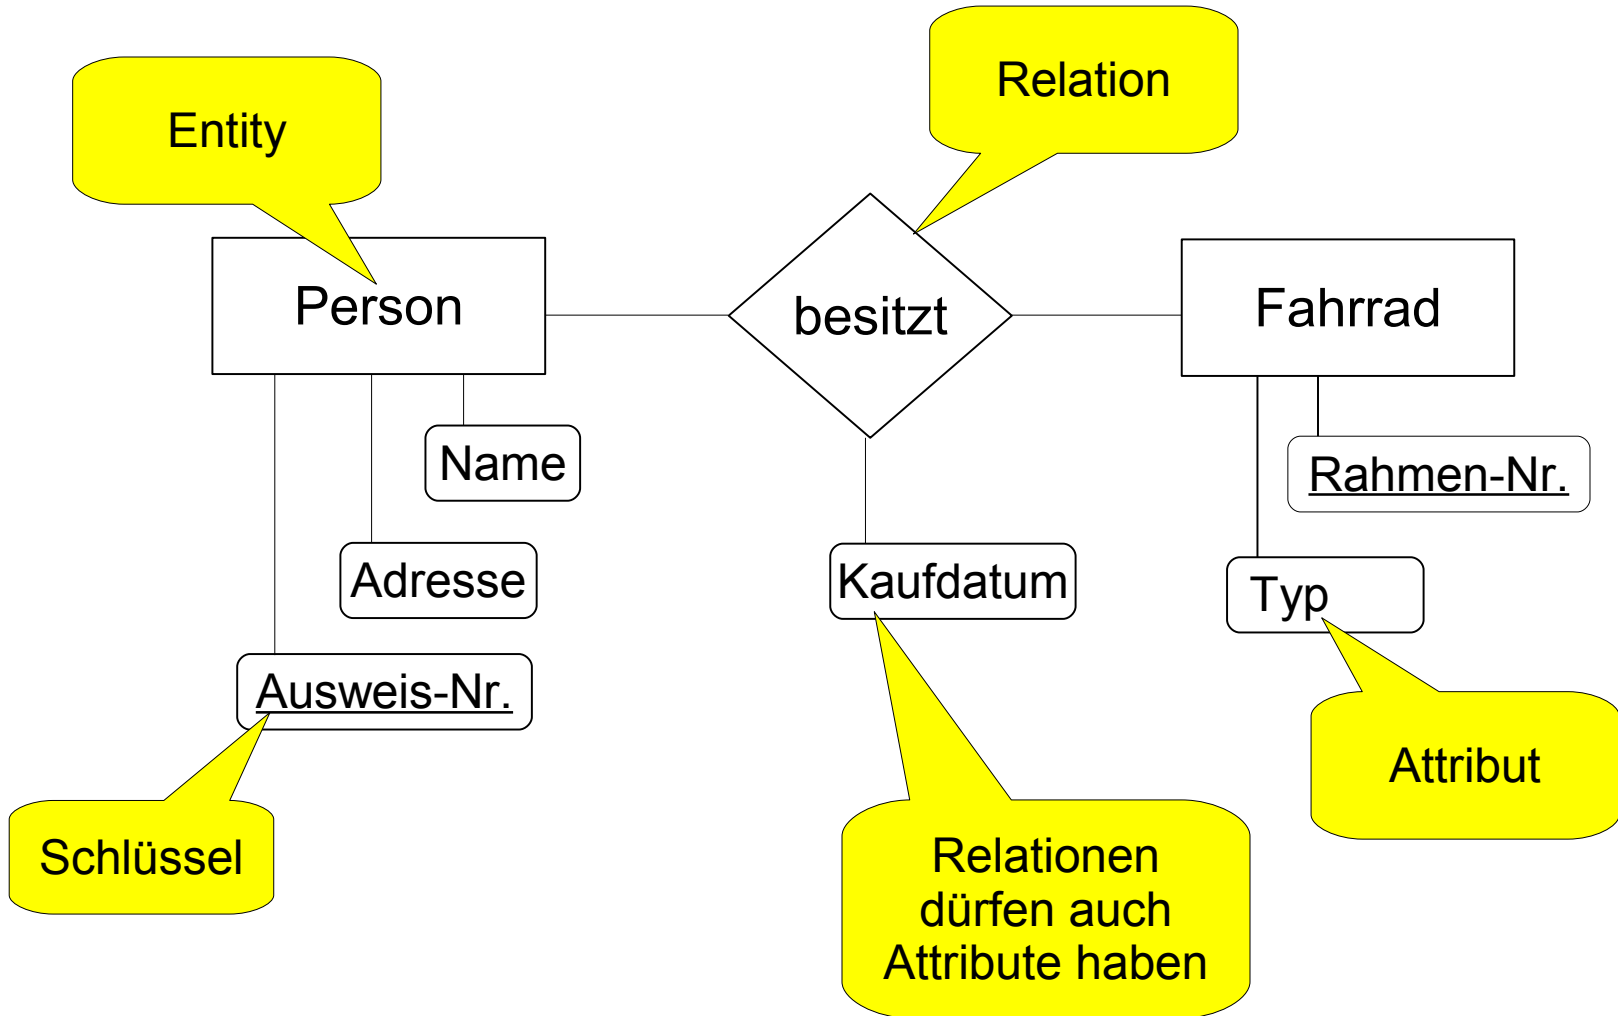 Relation
Entity
Person
besitzt
Fahrrad
Name
Rahmen-Nr.
Adresse
Kaufdatum
Typ
Ausweis-Nr.
Attribut
Schlüssel
Relationen
dürfen auch
Attribute haben